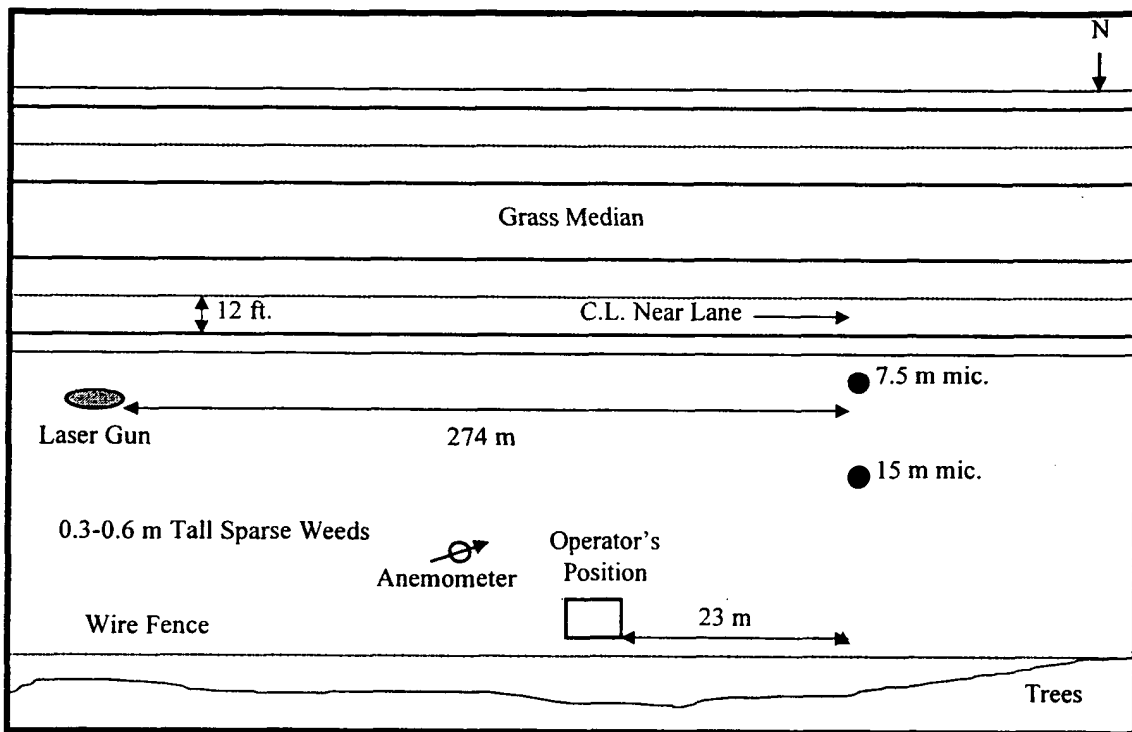 N
Grass Median
12 ft.
C.L. Near Lane
7.5 m mic.
Laser Gun
274 m
15 m mic.
0.3-0.6 m Tall Sparse Weeds
Operator's
Position
Anemometer
23 m
Wire Fence
Trees